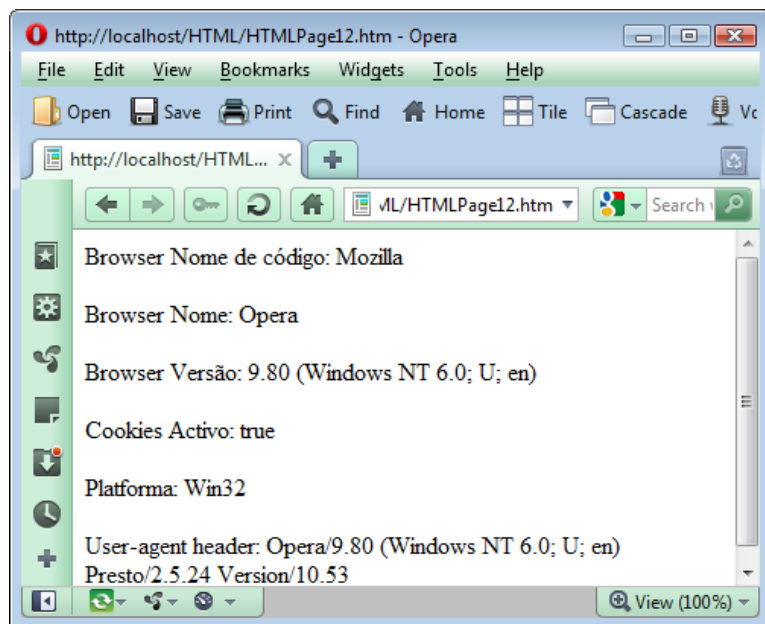 http://localhost/HTML/HTMLPage12.htm - Opera
File Edit View Bookmarks Widgets Tools Help
Open Save Print Find Home Tile Cascade Vc
http://localhost/HTML...
ML/HTMLPage12.htm Search
Browser Nome de código: Mozilla
Browser Nome: Opera
Browser Versão: 9.80 (Windows NT 6.0; U; en)
Cookies Activo: true
Platforma: Win32
User-agent header: Opera/9.80 (Windows NT 6.0; U; en)
Presto/2.5.24 Version/10.53
View (100%)